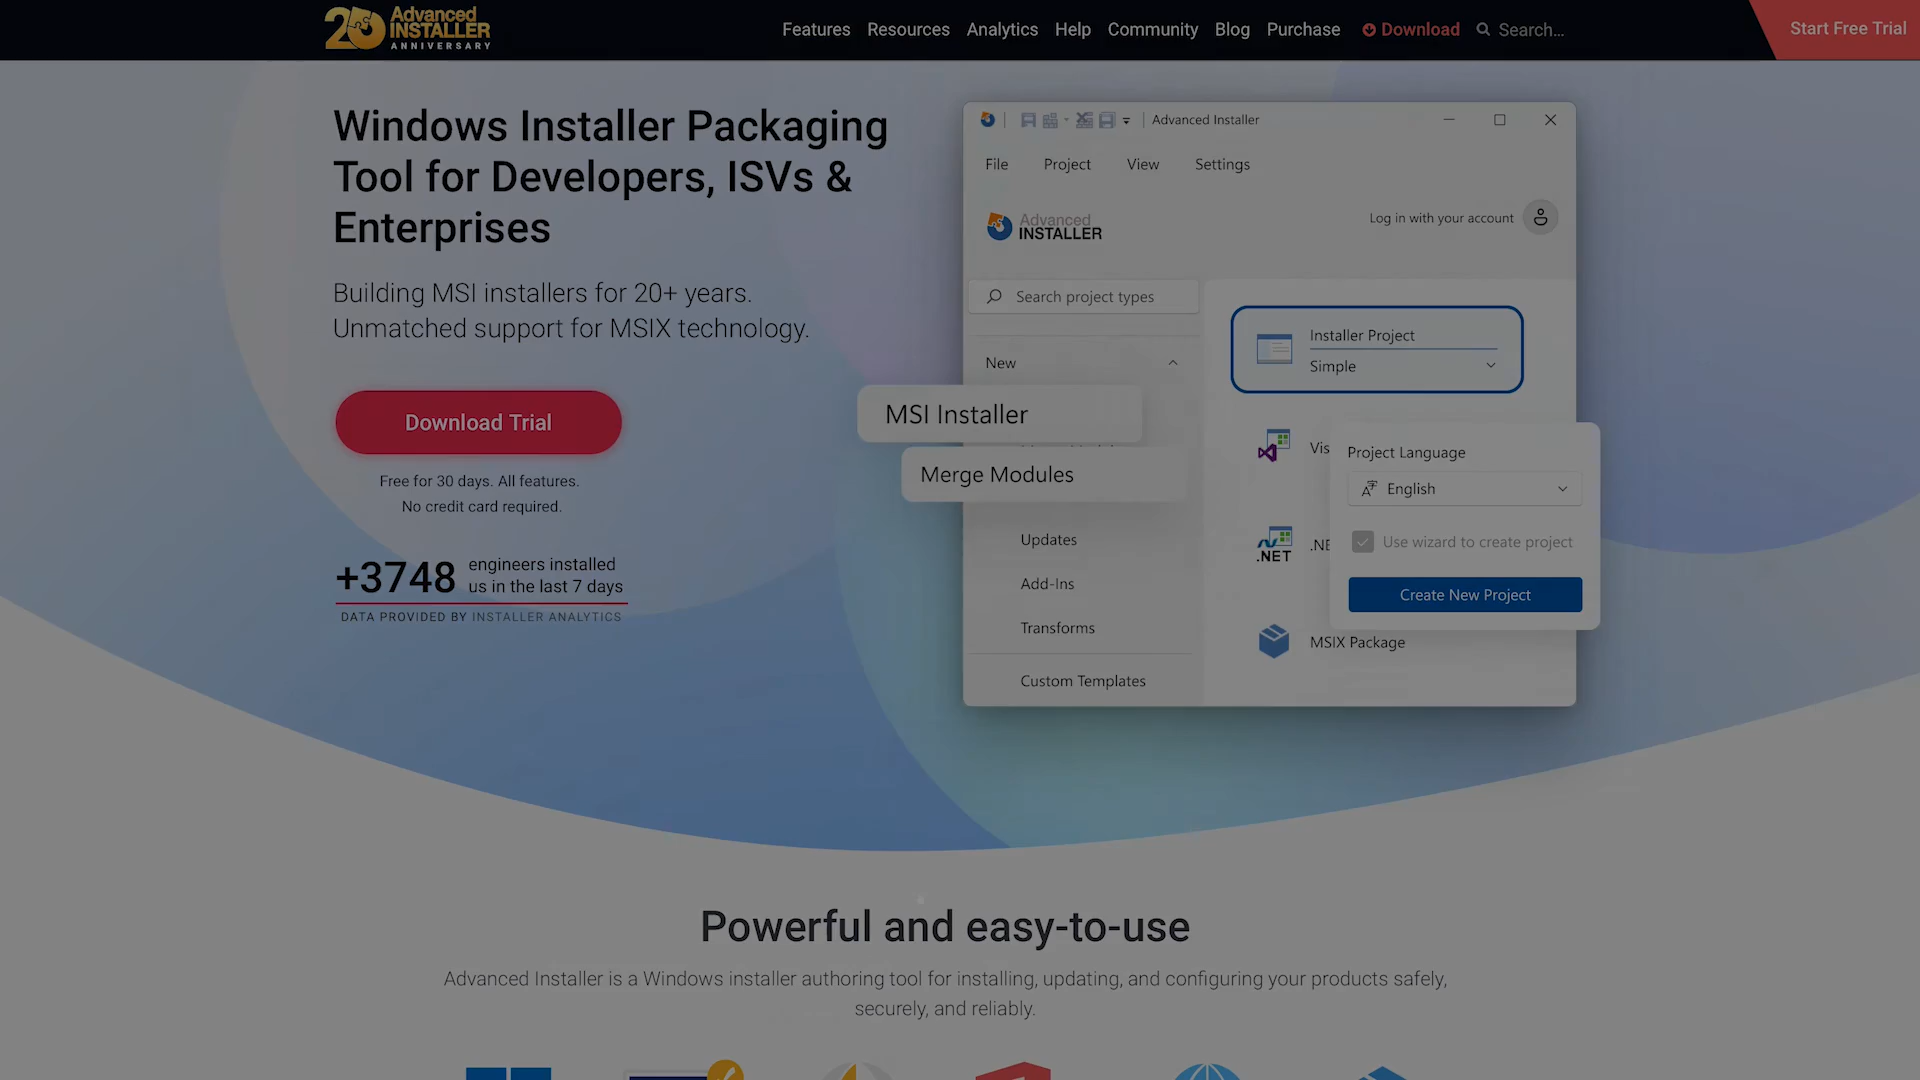 20 Advanced
INSTALLER
ANNIVERSARY
Features Resources Analytics Help Community Blog Purchase Download Search... Start Free Trial
Windows Installer Packaging
Tool for Developers, ISVs &
Enterprises
Building MSI installers for 20+ years.
Unmatched support for MSIX technology.
Download Trial
Free for 30 days. All features.
No credit card required.
+3748 engineers installed
us in the last 7 days
DATA PROVIDED BY INSTALLER ANALYTICS
Advanced Installer
File Project View Settings
Advanced
INSTALLER
Log in with your account
Search project types
New
MSI Installer
Merge Modules
Updates
Add-Ins
Transforms
Custom Templates
Installer Project
Simple
Vis
.NET .NE
MSIX Package
Project Language
English
Use wizard to create project
Create New Project
Powerful and easy-to-use
Advanced Installer is a Windows installer authoring tool for installing, updating, and configuring your products safely,
securely, and reliably.